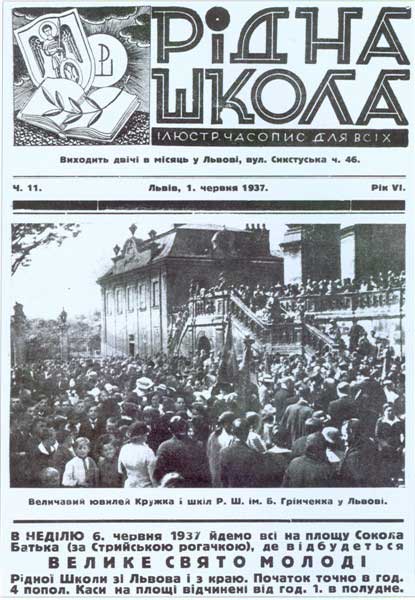 РІДНА
ШКОЛА
ІЛЮСТР. ЧАСОПИС ДЛЯ ВСІХ
Виходить двічі в місяць у Львові, вул. Сикстуська ч. 46.
Ч. 11. Львів, 1. червня 1937. Рік VI.
Величавий ювилей Кружка і шкіл Р. Ш. ім. Б. Грінченка у Львові.
В НЕДІЛЮ 6. червня 1937 йдемо всі на площу Сокола
Батька (за Стрийською рогачкою), де відбудеться
ВЕЛИКЕ СВЯТО МОЛОДІ
Рідної Школи зі Львова і з краю. Початок точно в год.
4 попол. Каси на площі відчинені від год. 1. в полудне.